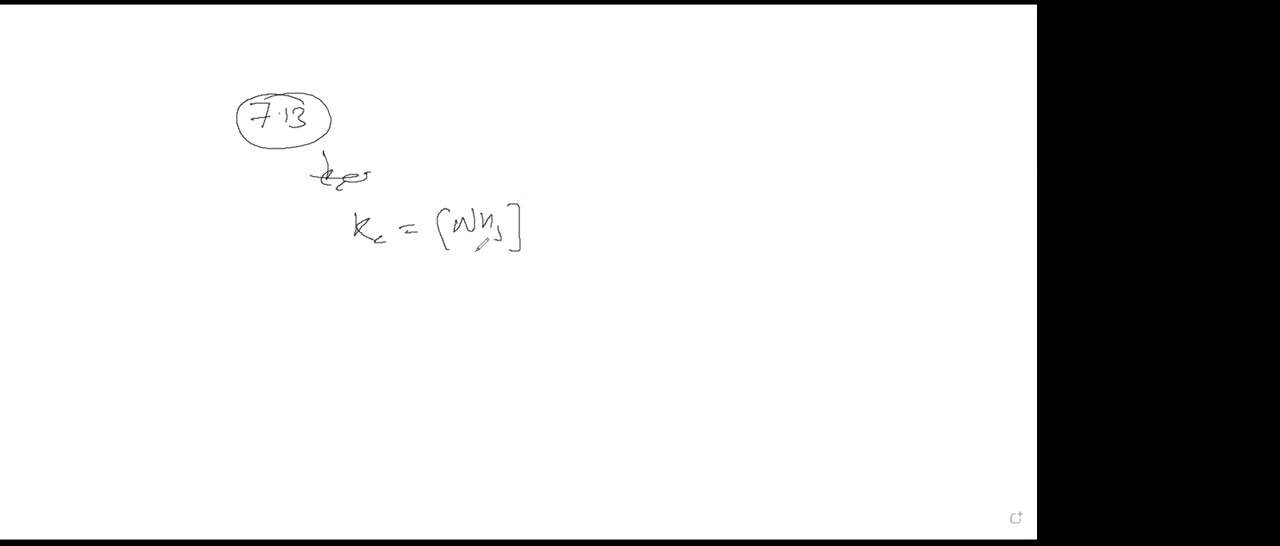 7.13
Kc = [NH3]